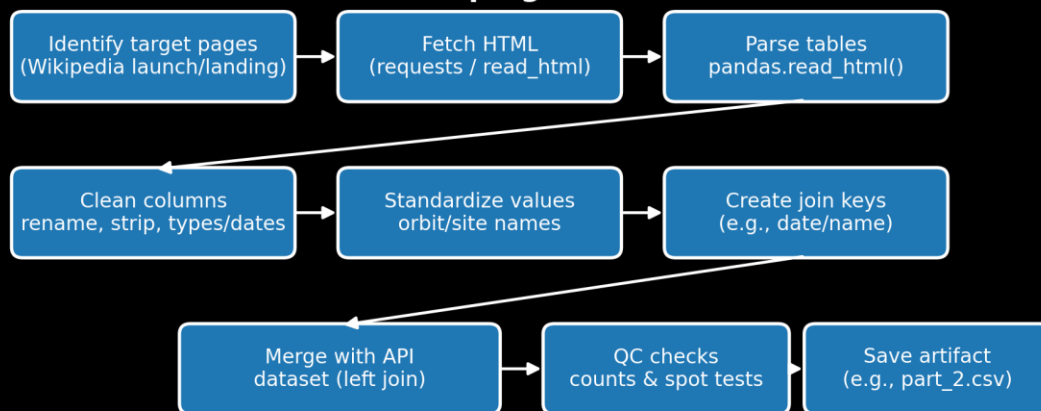 Identify target pages
(Wikipedia launch/landing)
Fetch HTML
(requests / read_html)
Parse tables
pandas.read_html()
Clean columns
rename, strip, types/dates
Standardize values
orbit/site names
Create join keys
(e.g., date/name)
Merge with API
dataset (left join)
QC checks
counts & spot tests
Save artifact
(e.g., part_2.csv)